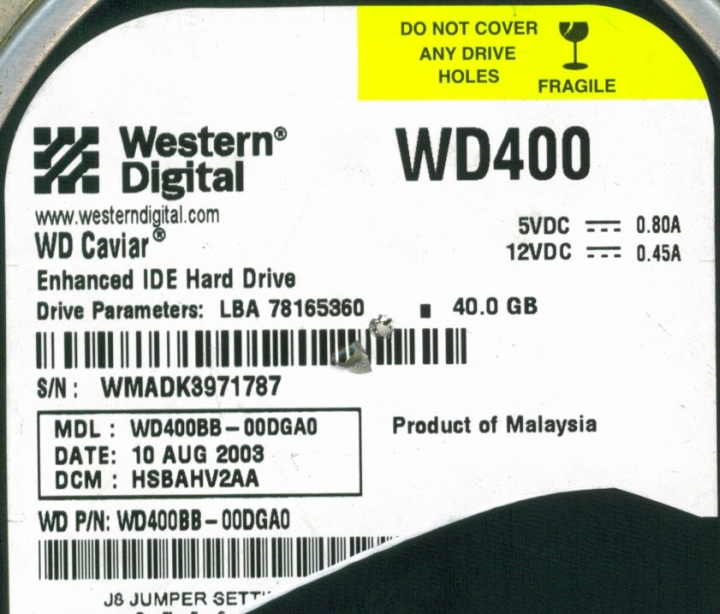 DO NOT COVER
ANY DRIVE
HOLES
FRAGILE
Western®
Digital
WD400
www.westerndigital.com
WD Caviar®
5VDC 0.80A
12VDC 0.45A
Enhanced IDE Hard Drive
Drive Parameters: LBA 78165360 ■ 40.0 GB
S/N: WMADK3971787
MDL: WD400BB-00DGA0
DATE: 10 AUG 2003
DCM: HSBAHV2AA
Product of Malaysia
WD P/N: WD400BB-00DGA0
J8 JUMPER